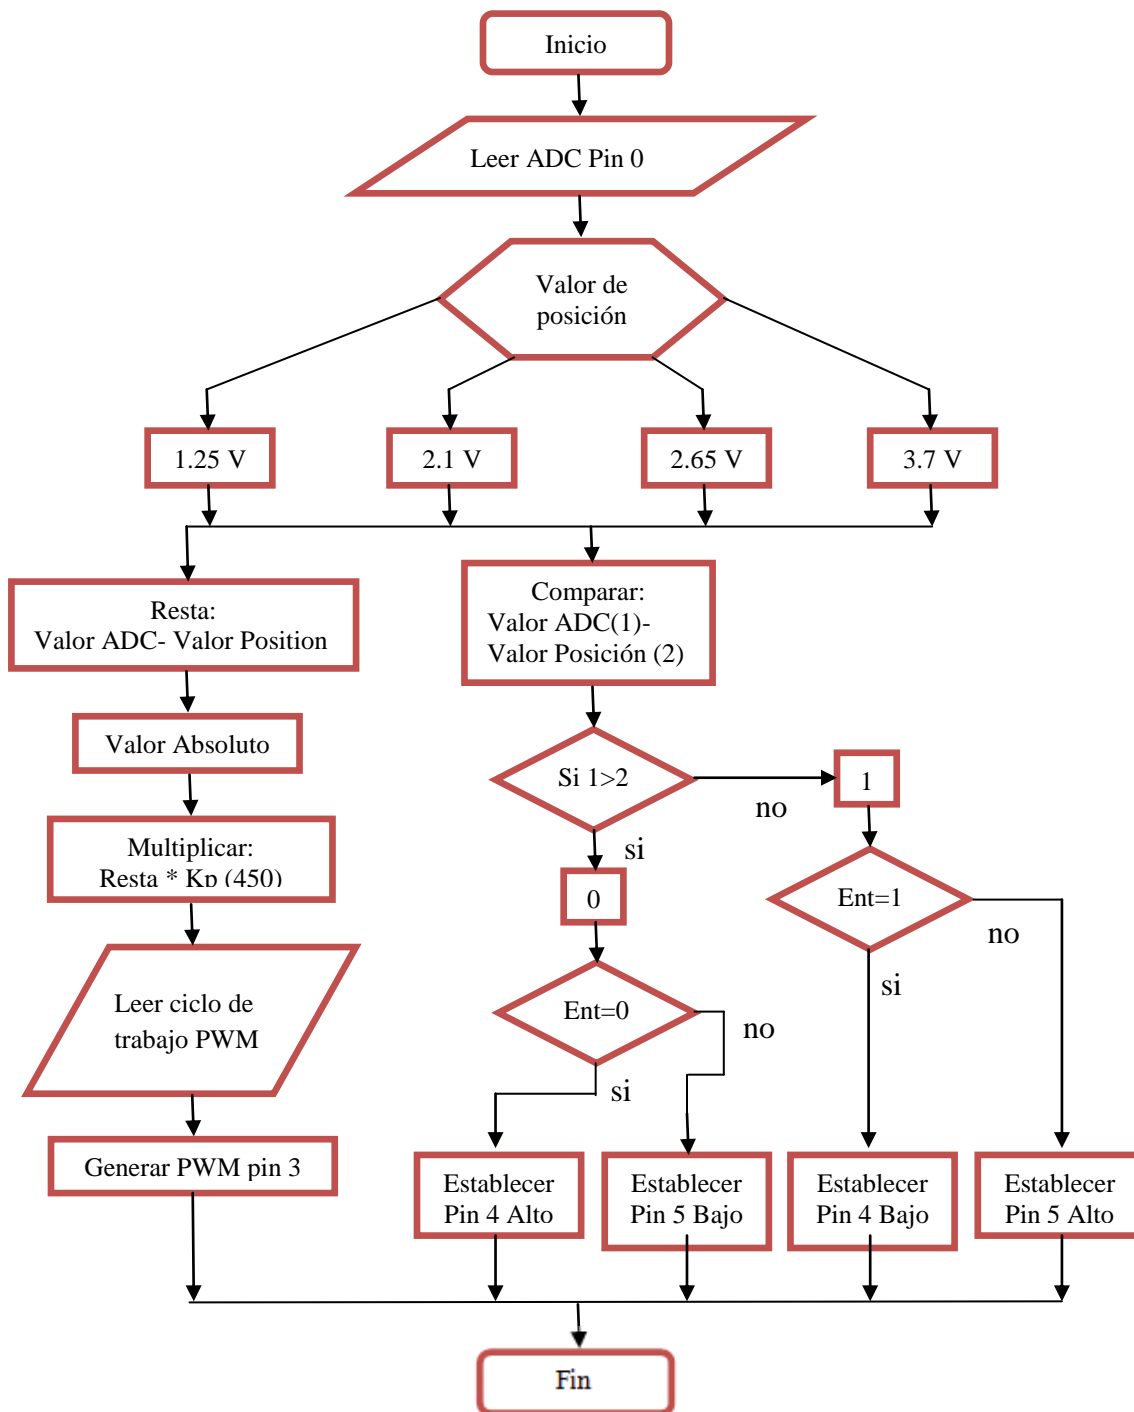 Inicio
Leer ADC Pin 0
Valor de
posición
1.25 V
2.1 V
2.65 V
3.7 V
Resta:
Valor ADC- Valor Position
Valor Absoluto
Multiplicar:
Resta * Kp (450)
Leer ciclo de
trabajo PWM
Generar PWM pin 3
Comparar:
Valor ADC(1)-
Valor Posición (2)
Si 1>2
no
1
si
0
Ent=1
no
si
Ent=0
no
si
Establecer
Pin 4 Alto
Establecer
Pin 5 Bajo
Establecer
Pin 4 Bajo
Establecer
Pin 5 Alto
Fin